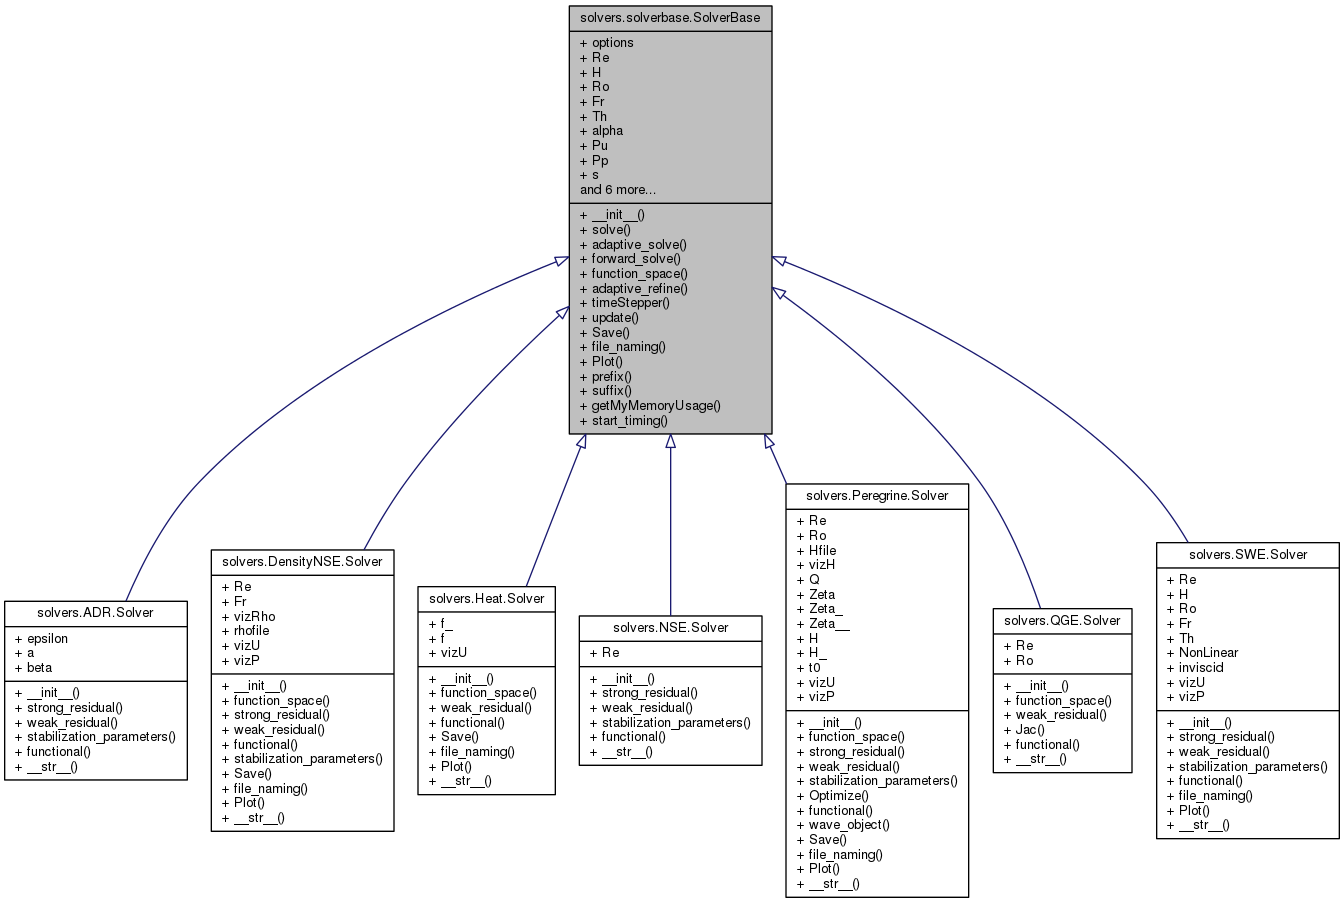 solvers.solverbase.SolverBase
+ options
+ Re
+ H
+ Ro
+ Fr
+ Th
+ alpha
+ Pu
+ Pp
+ s
and 6 more...
+ __init__()
+ solve()
+ adaptive_solve()
+ forward_solve()
+ function_space()
+ adaptive_refine()
+ timeStepper()
+ update()
+ Save()
+ file_naming()
+ Plot()
+ prefix()
+ suffix()
+ getMyMemoryUsage()
+ start_timing()
solvers.ADR.Solver
+ epsilon
+ a
+ beta
+ __init__()
+ strong_residual()
+ weak_residual()
+ stabilization_parameters()
+ functional()
+ __str__()
solvers.DensityNSE.Solver
+ Re
+ Fr
+ vizRho
+ rhofile
+ vizU
+ vizP
+ __init__()
+ function_space()
+ strong_residual()
+ weak_residual()
+ functional()
+ stabilization_parameters()
+ Save()
+ file_naming()
+ Plot()
+ __str__()
solvers.Heat.Solver
+ f_
+ f
+ vizU
+ __init__()
+ function_space()
+ weak_residual()
+ functional()
+ Save()
+ file_naming()
+ Plot()
+ __str__()
solvers.NSE.Solver
+ Re
+ __init__()
+ strong_residual()
+ weak_residual()
+ stabilization_parameters()
+ functional()
+ __str__()
solvers.Peregrine.Solver
+ Re
+ Ro
+ Hfile
+ vizH
+ Q
+ Zeta
+ Zeta_
+ Zeta__
+ H
+ H_
+ t0
+ vizU
+ vizP
+ __init__()
+ function_space()
+ strong_residual()
+ weak_residual()
+ stabilization_parameters()
+ Optimize()
+ functional()
+ wave_object()
+ Save()
+ file_naming()
+ Plot()
+ __str__()
solvers.QGE.Solver
+ Re
+ Ro
+ __init__()
+ function_space()
+ weak_residual()
+ Jac()
+ functional()
+ __str__()
solvers.SWE.Solver
+ Re
+ H
+ Ro
+ Fr
+ Th
+ NonLinear
+ inviscid
+ vizU
+ vizP
+ __init__()
+ strong_residual()
+ weak_residual()
+ stabilization_parameters()
+ functional()
+ file_naming()
+ Plot()
+ __str__()